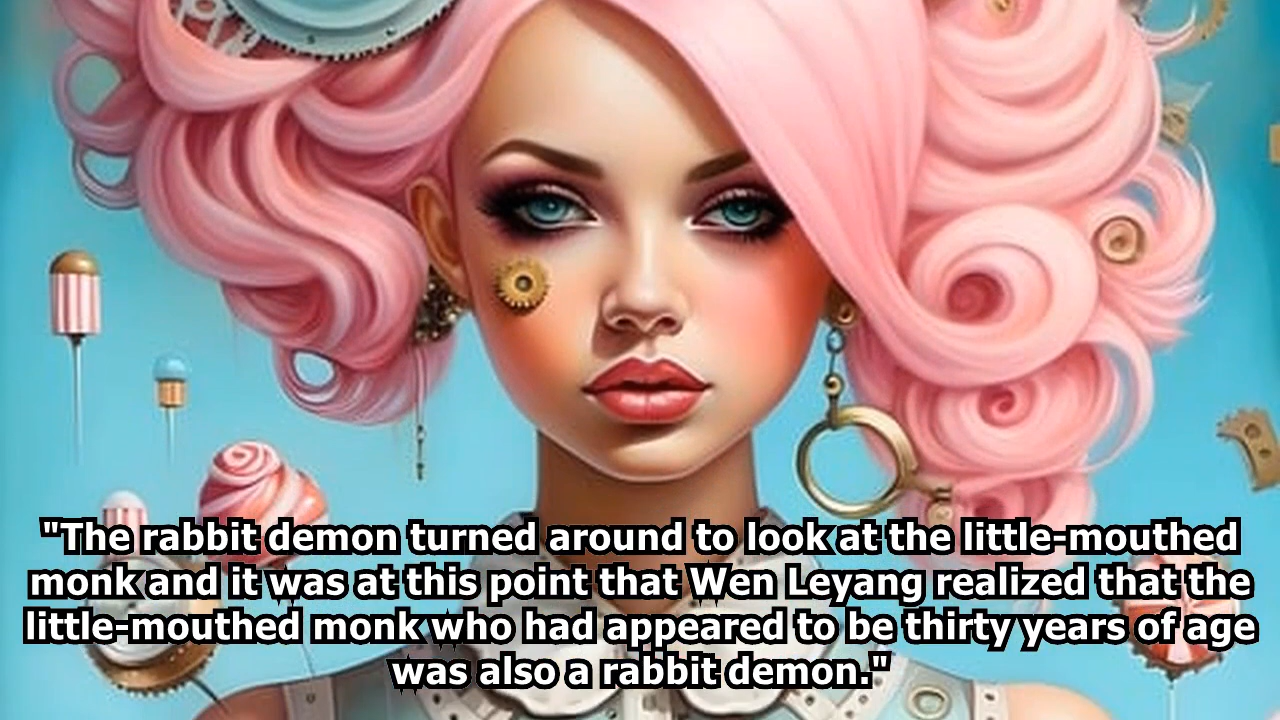 "The rabbit demon turned around to look at the little-mouthed
monk and it was at this point that Wen Leyang realized that the
little-mouthed monk who had appeared to be thirty years of age
was also a rabbit demon."